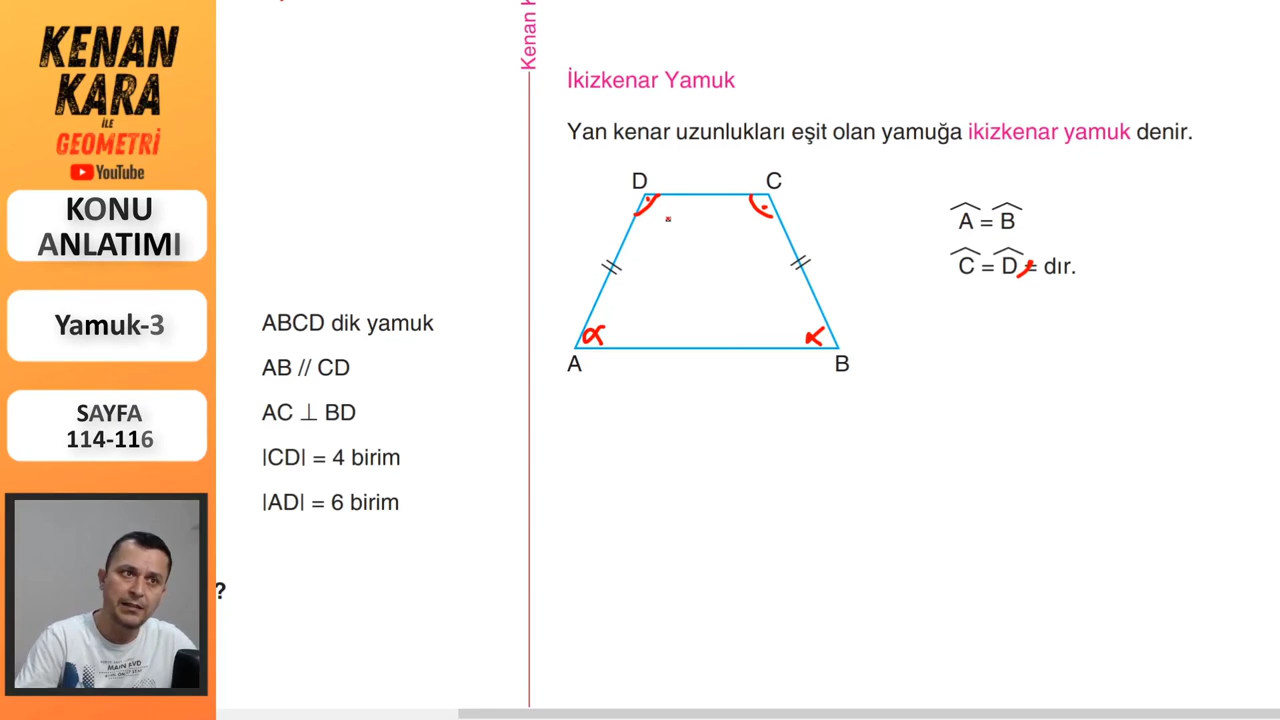 KENAN
KARA
İLE
GEOMETRİ
YouTube
KONU
ANLATIMI
Yamuk-3
SAYFA
114-116
ABCD dik yamuk
AB // CD
AC ⊥ BD
|CD| = 4 birim
|AD| = 6 birim
?
Kenan K
İkizkenar Yamuk
Yan kenar uzunlukları eşit olan yamuğa ikizkenar yamuk denir.
D C
α α
A B
A = B
C = D = dır.